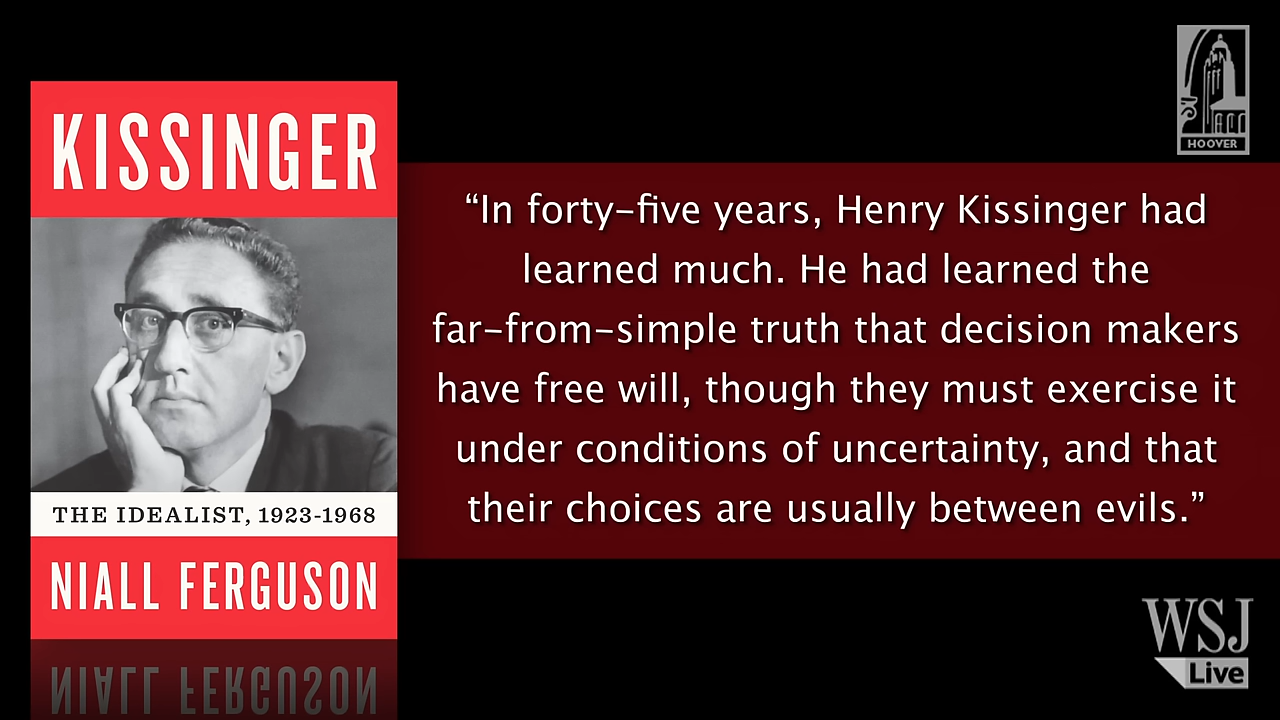 KISSINGER
THE IDEALIST, 1923-1968
NIALL FERGUSON
NIALL FERGUSON
“In forty-five years, Henry Kissinger had
learned much. He had learned the
far-from-simple truth that decision makers
have free will, though they must exercise it
under conditions of uncertainty, and that
their choices are usually between evils.”
HOOVER
WSJ
Live